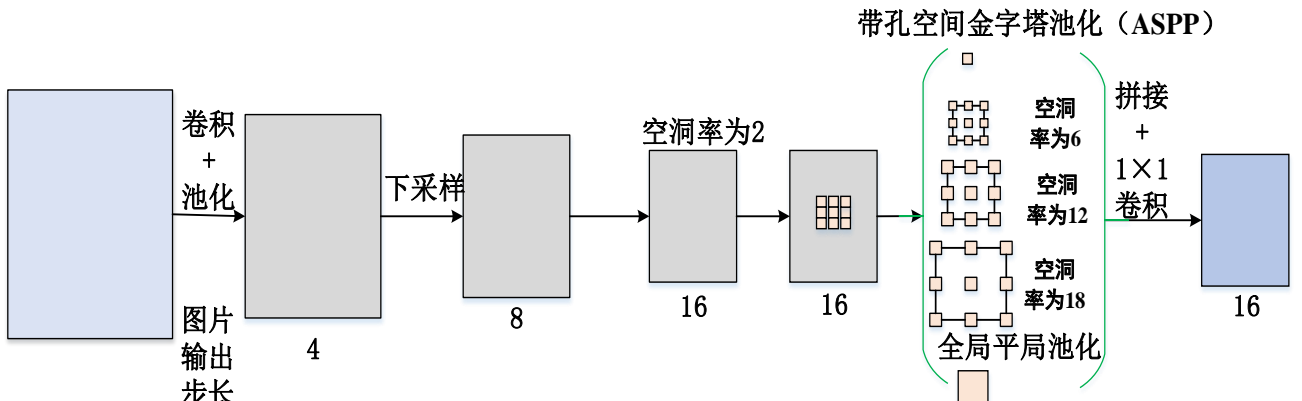 带孔空间金字塔池化（ASPP）
卷积
+
池化
下采样
空洞率为2
空洞
率为6
空洞
率为12
空洞
率为18
全局平局池化
拼接
+
1×1
卷积
图片
输出
步长
4
8
16
16
16